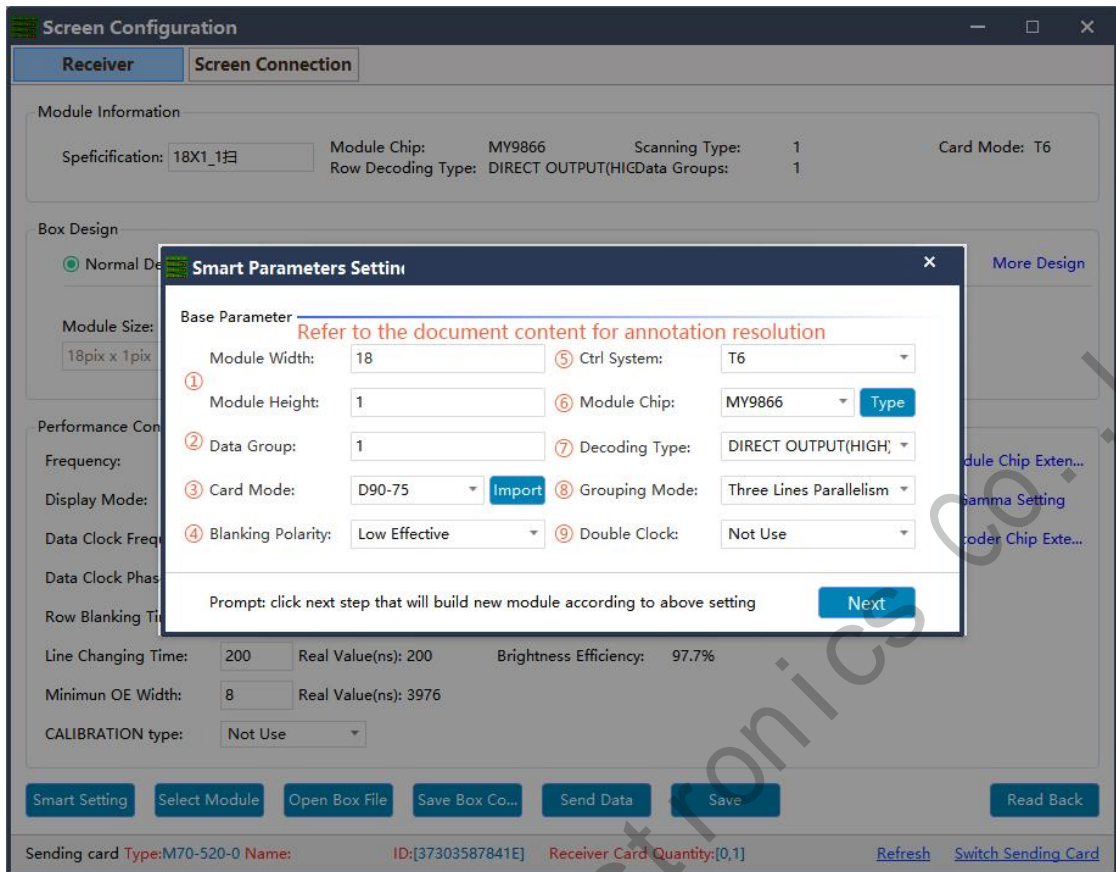 Screen Configuration
Receiver
Screen Connection
Module Information
Speficification: 18X1_1扫
Module Chip: MY9866 Scanning Type: 1 Card Mode: T6
Row Decoding Type: DIRECT OUTPUT(HIG Data Groups: 1
Box Design
Normal De
More Design
Module Size:
18pix x 1pix
Smart Parameters Settin
Base Parameter
Refer to the document content for annotation resolution
① Module Width: 18
Module Height: 1
② Data Group: 1
③ Card Mode: D90-75 Import
④ Blanking Polarity: Low Effective
⑤ Ctrl System: T6
⑥ Module Chip: MY9866 Type
⑦ Decoding Type: DIRECT OUTPUT(HIGH)
⑧ Grouping Mode: Three Lines Parallelism
⑨ Double Clock: Not Use
Prompt: click next step that will build new module according to above setting
Next
Performance Con
Frequency:
Display Mode:
Data Clock Freq
Data Clock Phas
Row Blanking Ti
dule Chip Exten...
Gamma Setting
coder Chip Exte...
Line Changing Time: 200 Real Value(ns): 200 Brightness Efficiency: 97.7%
Minimun OE Width: 8 Real Value(ns): 3976
CALIBRATION type: Not Use
Smart Setting Select Module Open Box File Save Box Co... Send Data Save Read Back
Sending card Type:M70-520-0 Name: ID:[37303587841E] Receiver Card Quantity:[0,1] Refresh Switch Sending Card